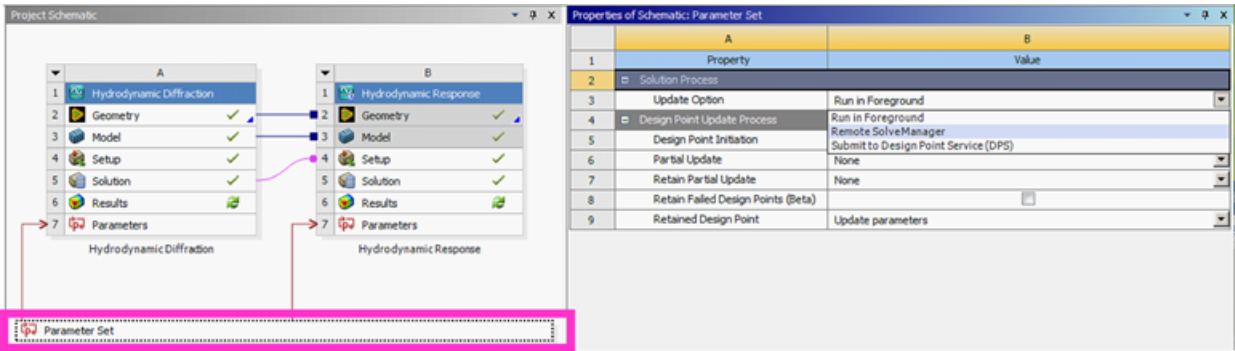 Project Schematic
A
1 Hydrodynamic Diffraction
2 Geometry
3 Model
4 Setup
5 Solution
6 Results
7 Parameters
Hydrodynamic Diffraction
B
1 Hydrodynamic Response
2 Geometry
3 Model
4 Setup
5 Solution
6 Results
7 Parameters
Hydrodynamic Response
Parameter Set
Properties of Schematic: Parameter Set
A B
1 Property Value
2 Solution Process
3 Update Option Run in Foreground
4 Design Point Update Process Run in Foreground
Remote SolveManager
5 Design Point Initiation Submit to Design Point Service (DPS)
6 Partial Update None
7 Retain Partial Update None
8 Retain Failed Design Points (Beta)
9 Retained Design Point Update parameters